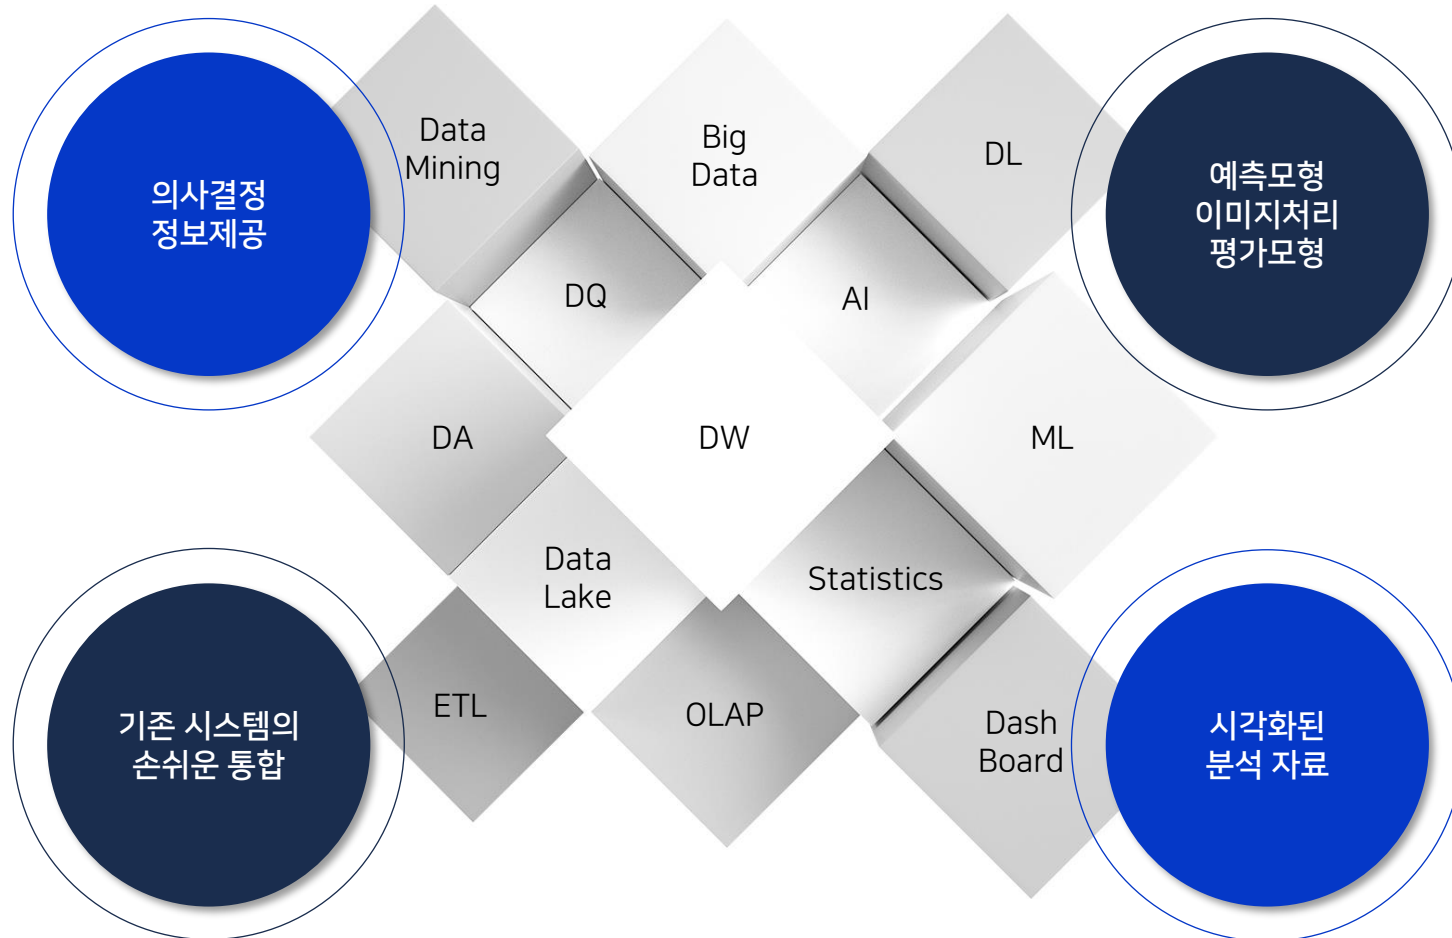 의사결정
정보제공
Data
Mining
Big
Data
DL
예측모형
이미지처리
평가모형
DQ
AI
DA
DW
ML
Data
Lake
Statistics
기존 시스템의
손쉬운 통합
ETL
OLAP
Dash
Board
시각화된
분석 자료